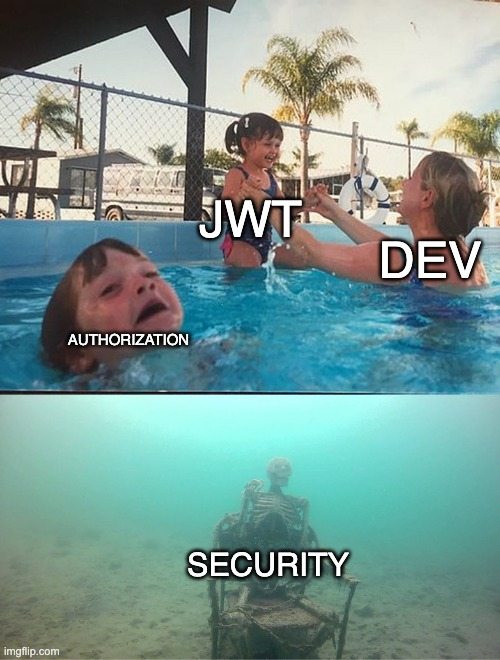 JWT
DEV
AUTHORIZATION
SECURITY
imgflip.com